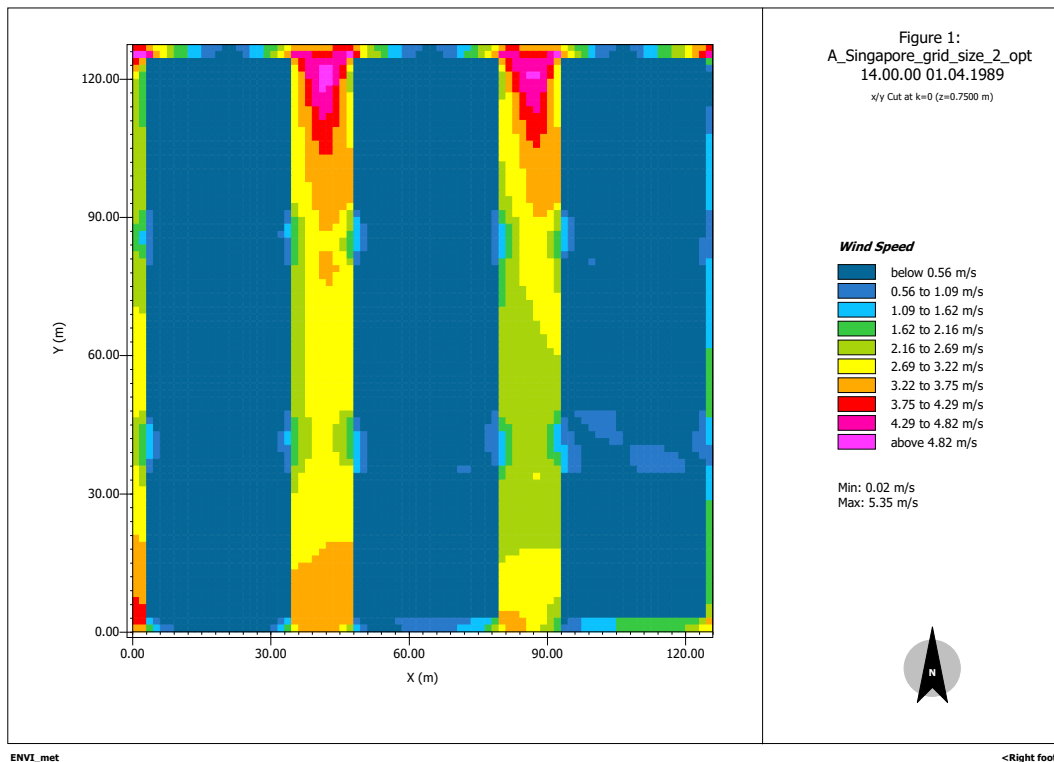 Figure 1:
A_Singapore_grid_size_2_opt
14.00.00 01.04.1989
x/y Cut at k=0 (z=0.7500 m)
120.00
90.00
60.00
30.00
0.00
Y (m)
0.00 30.00 60.00 90.00 120.00
X (m)
Wind Speed
below 0.56 m/s
0.56 to 1.09 m/s
1.09 to 1.62 m/s
1.62 to 2.16 m/s
2.16 to 2.69 m/s
2.69 to 3.22 m/s
3.22 to 3.75 m/s
3.75 to 4.29 m/s
4.29 to 4.82 m/s
above 4.82 m/s
Min: 0.02 m/s
Max: 5.35 m/s
N
ENVI_met
<Right foot